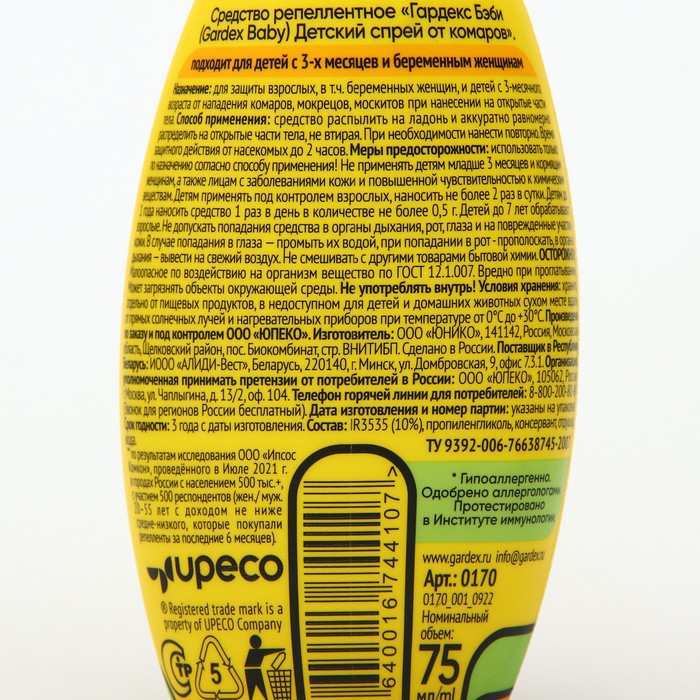 Средство репеллентное «Гардекс Бэби
(Gardex Baby) Детский спрей от комаров».
подходит для детей с 3-х месяцев и беременным женщинам
Назначение: для защиты взрослых, в т.ч. беременных женщин, и детей с 3-месячного
возраста от нападения комаров, мокрецов, москитов при нанесении на открытые части
тела. Способ применения: средство распылить на ладонь и аккуратно равномерно
распределить на открытые части тела, не втирая. При необходимости нанести повторно. Время
защитного действия от насекомых до 2 часов. Меры предосторожности: использовать только
по назначению согласно способу применения! Не применять детям младше 3 месяцев и кормящим
женщинам, а также лицам с заболеваниями кожи и повышенной чувствительностью к химическим
веществам. Детям применять под контролем взрослых, наносить не более 2 раз в сутки. Детям до
1 года наносить средство 1 раз в день в количестве не более 0,5 г. Детей до 7 лет обрабатывают
взрослые. Не допускать попадания средства в органы дыхания, рот, глаза и на поврежденные участки
кожи. В случае попадания в глаза – промыть их водой, при попадании в рот - прополоскать, в органы
дыхания – вывести на свежий воздух. Не смешивать с другими товарами бытовой химии. ОСТОРОЖНО!
Малоопасное по воздействию на организм вещество по ГОСТ 12.1.007. Вредно при проглатывании.
Может загрязнять объекты окружающей среды. Не употреблять внутрь! Условия хранения: хранить
отдельно от пищевых продуктов, в недоступном для детей и домашних животных сухом месте вдали
от прямых солнечных лучей и нагревательных приборов при температуре от 0°С до +30°С. Произведено
по заказу и под контролем ООО «ЮПЕКО». Изготовитель: ООО «ЮНИКО», 141142, Россия, Московская
область, Щелковский район, пос. Биокомбинат, стр. ВНИТИБП. Сделано в России. Поставщик в Республику
Беларусь: ИООО «АЛИДИ-Вест», Беларусь, 220140, г. Минск, ул. Домбровская, 9, офис 7.3.1. Организация,
уполномоченная принимать претензии от потребителей в России: ООО «ЮПЕКО», 105062, Россия,
Москва, ул. Чаплыгина, д. 13/2, оф. 104. Телефон горячей линии для потребителей: 8-800-200-8
(Звонок для регионов России бесплатный). Дата изготовления и номер партии: указаны на упаковке.
Срок годности: 3 года с даты изготовления. Состав: IR3535 (10%), пропиленгликоль, консервант, отдушка,
вода.
ТУ 9392-006-76638745-2007
* По результатам исследования ООО «Ипсос
Комкон», проведённого в Июле 2021 г.
в городах России с населением 500 тыс.+,
с участием 500 респондентов (жен./ муж.
20–55 лет с доходом не ниже
средне-низкого, которые покупали
репелленты за последние 6 месяцев).
* Гипоаллергенно.
Одобрено аллергологами.
Протестировано
в Институте иммунологии.
upeco
® Registered trade mark is a
property of UPECO Company
СТР
5
4640016 744107 >
www.gardex.ru info@gardex.ru
Арт.: 0170
0170_001_0922
Номинальный
объем:
75
мл/ml